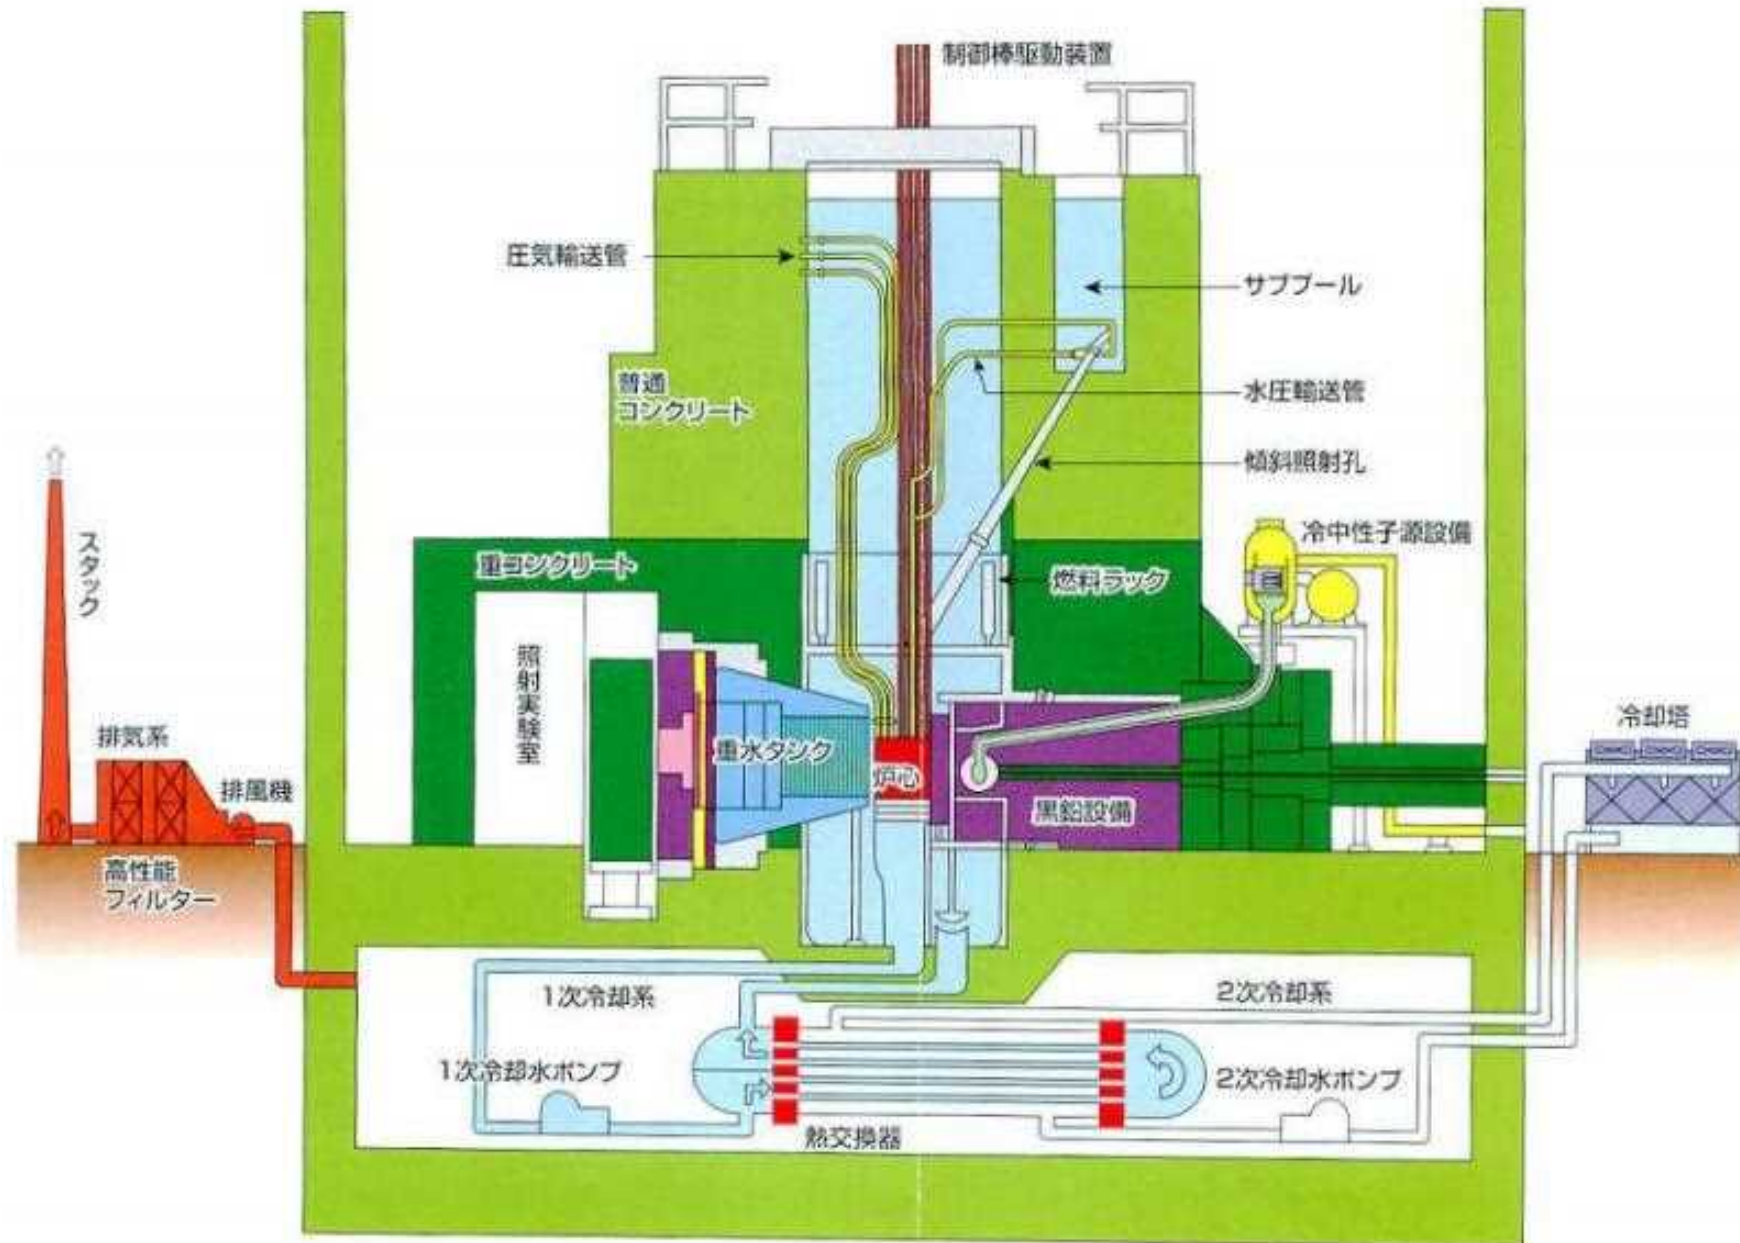 制御棒駆動装置
圧気輸送管
サブプール
普通
コンクリート
水圧輸送管
傾斜照射孔
冷中性子源設備
スタック
重コンクリート
燃料ラック
照射実験室
重水タンク
炉心
黒鉛設備
冷却塔
排気系
排風機
高性能
フィルター
1次冷却系
2次冷却系
1次冷却水ポンプ
2次冷却水ポンプ
熱交換器